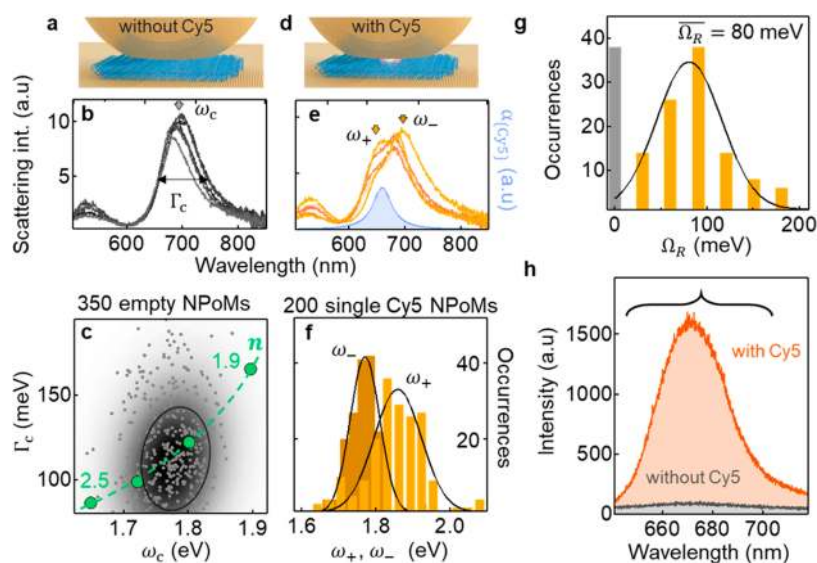 a
without Cy5
d
with Cy5
b
ω_c
Γ_c
10
5
Scattering int. (a.u)
600
700
800
e
ω_+
ω_−
α_(Cy5) (a.u)
600
700
800
Wavelength (nm)
350 empty NPoMs
c
1.9
n
2.5
150
100
Γ_c (meV)
1.7
1.8
1.9
ω_c (eV)
200 single Cy5 NPoMs
f
ω_−
ω_+
40
20
Occurrences
1.6
1.8
2.0
ω_+, ω_− (eV)
g
Ω_R = 80 meV
40
30
20
10
Occurrences
0
100
200
Ω_R (meV)
h
with Cy5
without Cy5
1500
1000
500
0
Intensity (a.u)
660
680
700
Wavelength (nm)